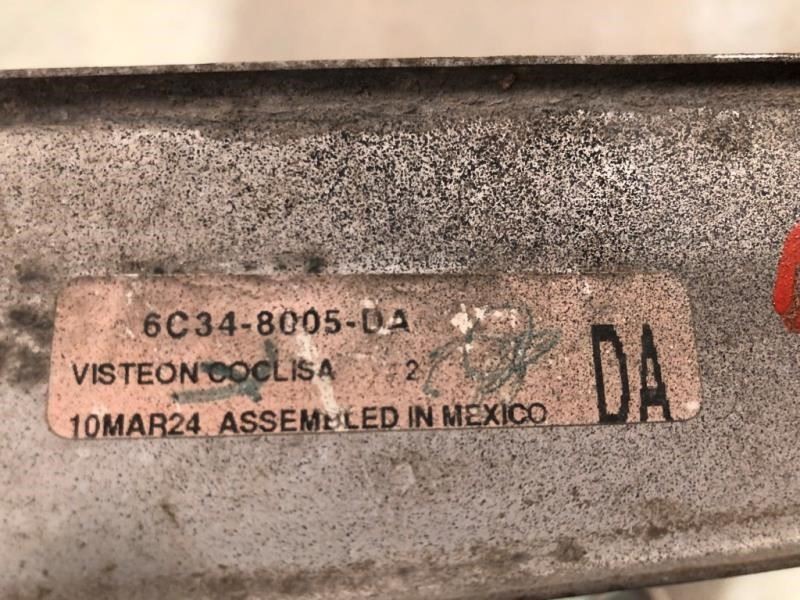 6C34-8005-DA
VISTEON COCLISA 2
DA
10MAR24 ASSEMBLED IN MEXICO